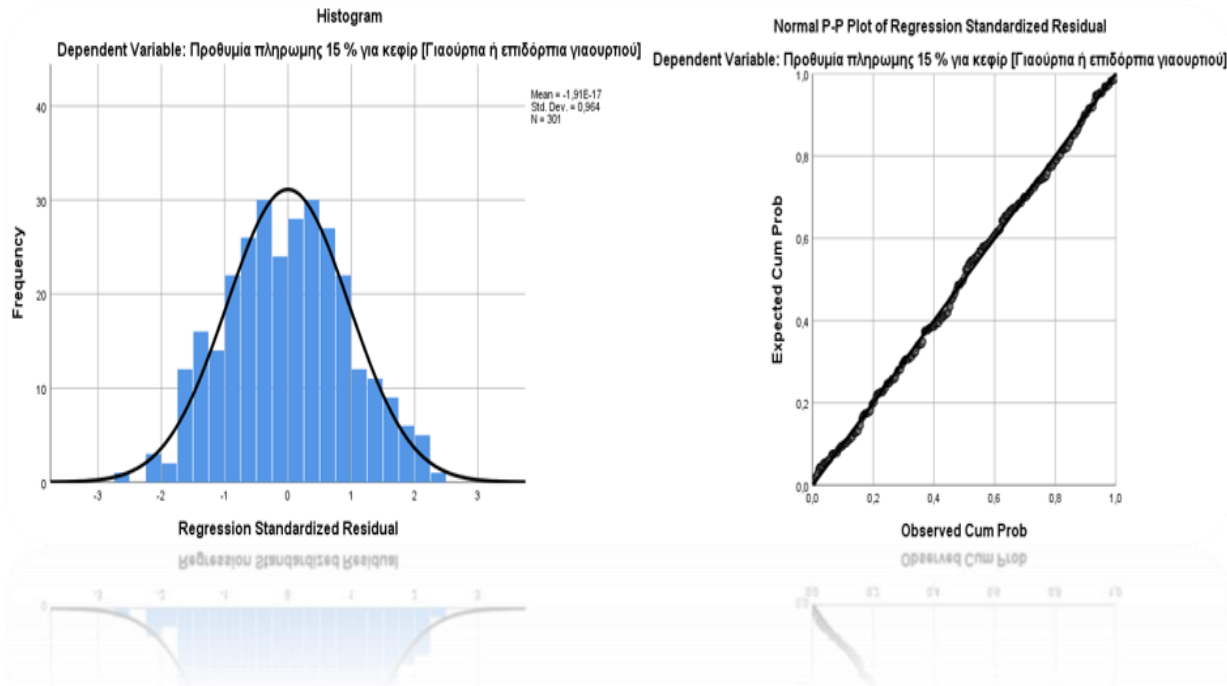 Histogram
Dependent Variable: Προθυμία πληρωμης 15 % για κεφίρ [Γιαούρτια ή επιδόρπια γιαουρτιού]
Mean = -1,91E-17
Std. Dev. = 0,964
N = 301
40
30
20
10
0
Frequency
-3 -2 -1 0 1 2 3
Regression Standardized Residual
Normal P-P Plot of Regression Standardized Residual
Dependent Variable: Προθυμία πληρωμης 15 % για κεφίρ [Γιαούρτια ή επιδόρπια γιαουρτιού]
1,0
0,8
0,6
0,4
0,2
0,0
Expected Cum Prob
0,0 0,2 0,4 0,6 0,8 1,0
Observed Cum Prob